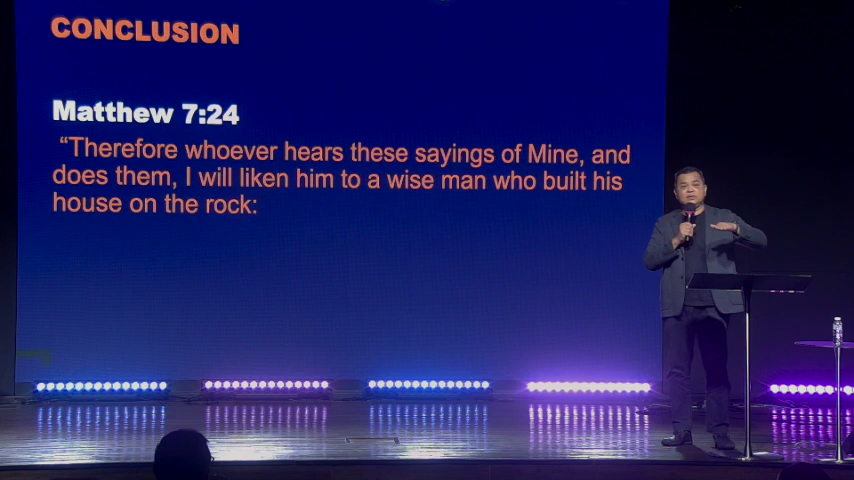 CONCLUSION
Matthew 7:24
“Therefore whoever hears these sayings of Mine, and
does them, I will liken him to a wise man who built his
house on the rock: